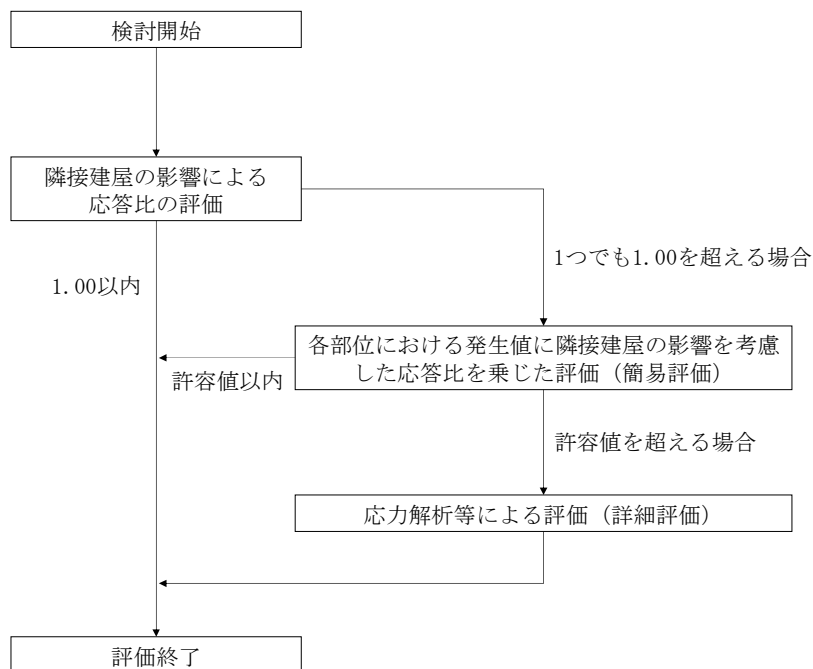 検討開始
隣接建屋の影響による
応答比の評価
1つでも1.00を超える場合
1.00以内
各部位における発生値に隣接建屋の影響を考慮
した応答比を乗じた評価（簡易評価）
許容値以内
許容値を超える場合
応力解析等による評価（詳細評価）
評価終了